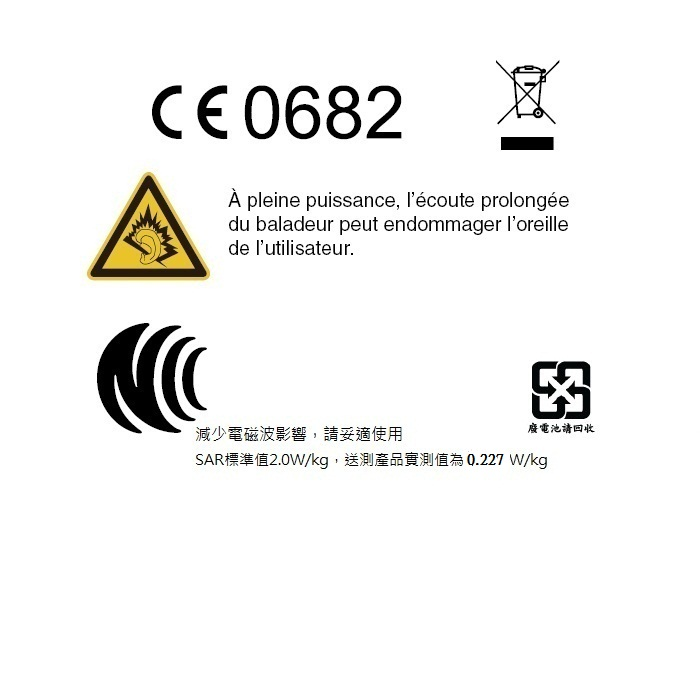 CE0682
À pleine puissance, l’écoute prolongée
du baladeur peut endommager l’oreille
de l’utilisateur.
減少電磁波影響，請妥適使用
SAR標準值2.0W/kg，送測產品實測值為 0.227 W/kg
廢電池請回收